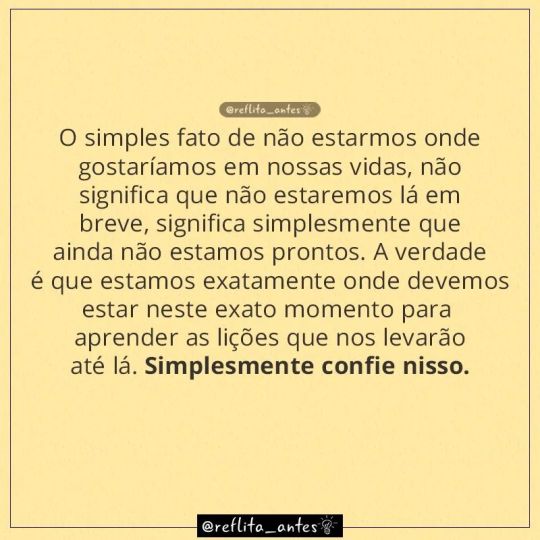 @reflita_antes
O simples fato de não estarmos onde
gostaríamos em nossas vidas, não
significa que não estaremos lá em
breve, significa simplesmente que
ainda não estamos prontos. A verdade
é que estamos exatamente onde devemos
estar neste exato momento para
aprender as lições que nos levarão
até lá. Simplesmente confie nisso.
@reflita_antes